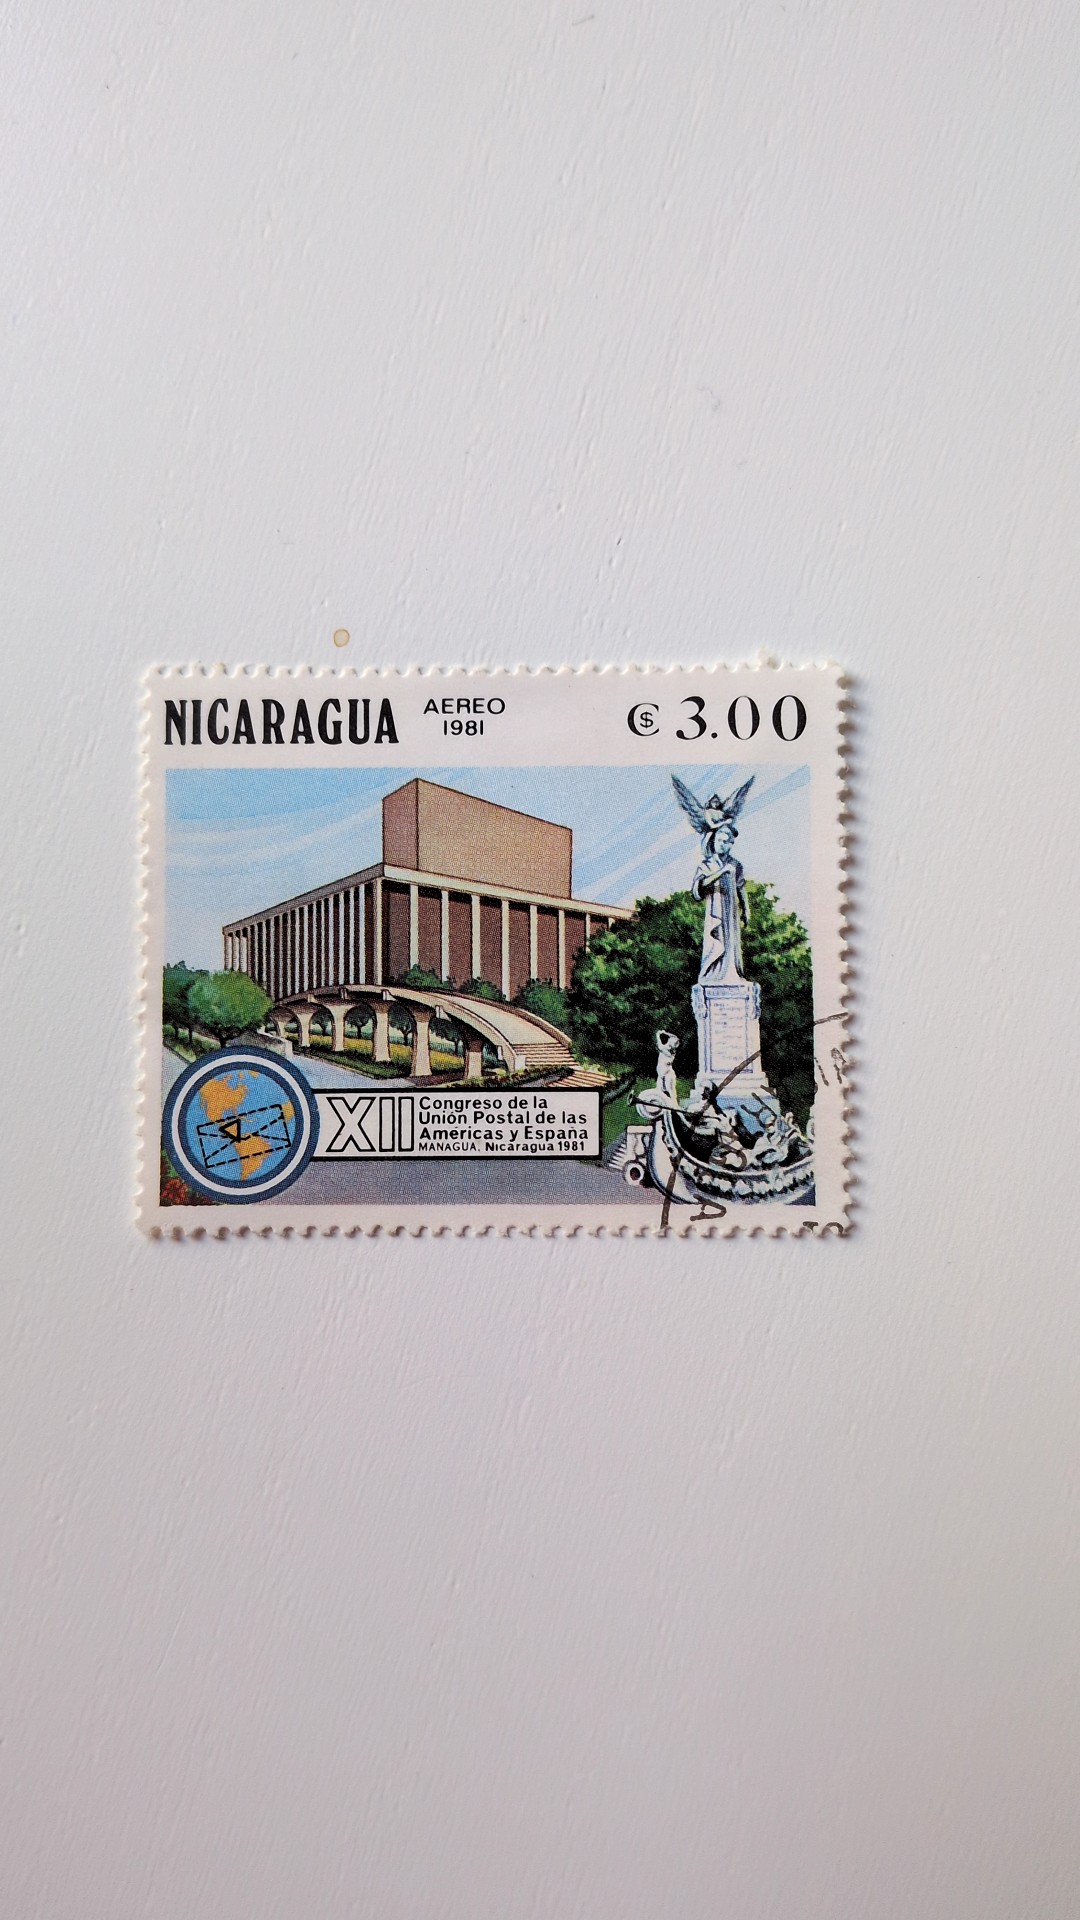 NICARAGUA
AEREO
1981
₡$ 3.00
XII
Congreso de la
Unión Postal de las
Américas y España
MANAGUA, Nicaragua 1981